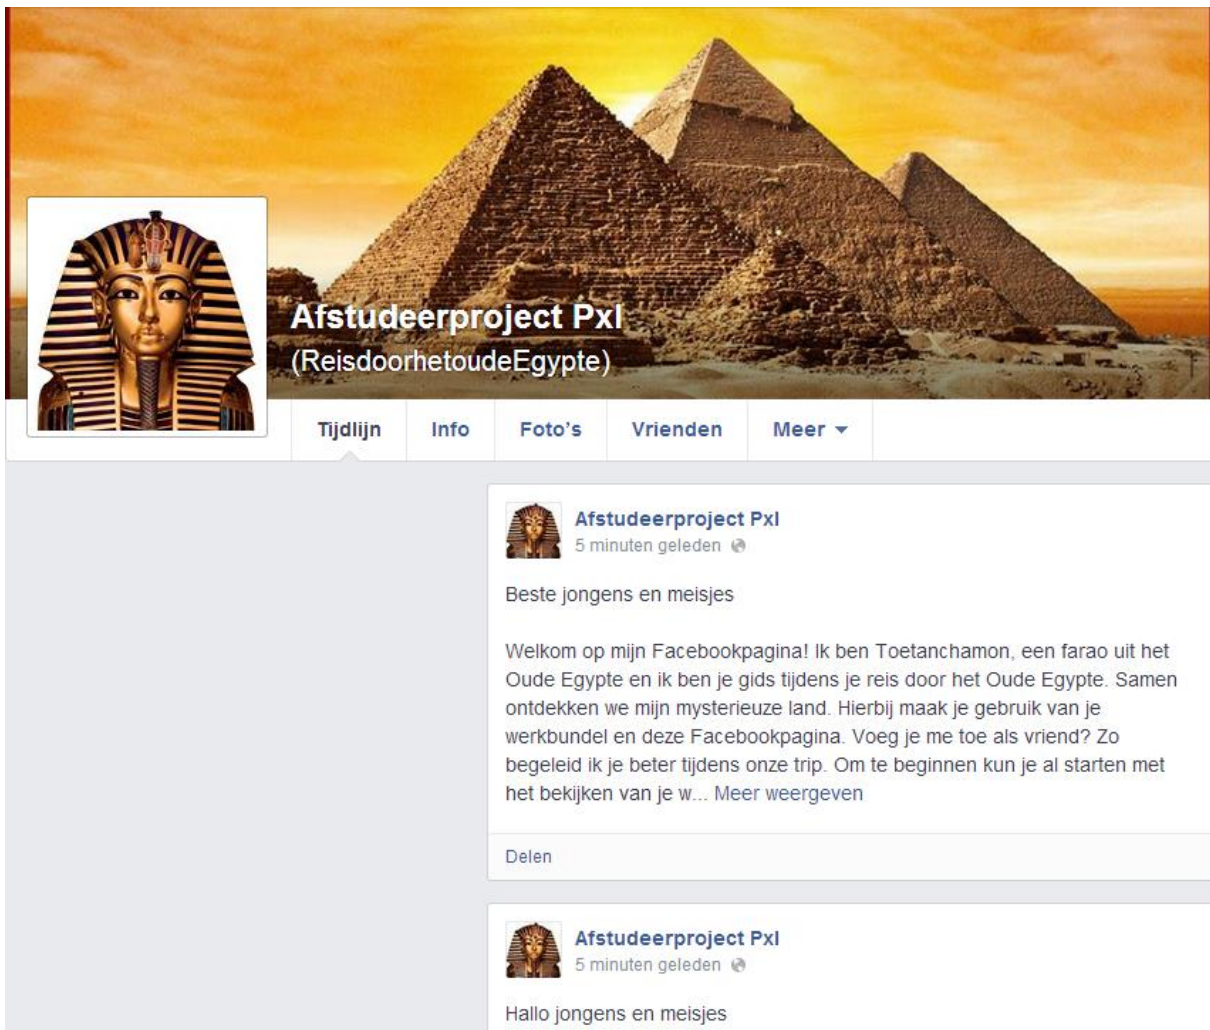 Afstudeerproject Pxl
(ReisdoorhetoudeEgypte)
Tijdlijn Info Foto's Vrienden Meer
Afstudeerproject Pxl
5 minuten geleden
Beste jongens en meisjes
Welkom op mijn Facebookpagina! Ik ben Toetanchamon, een farao uit het
Oude Egypte en ik ben je gids tijdens je reis door het Oude Egypte. Samen
ontdekken we mijn mysterieuze land. Hierbij maak je gebruik van je
werkbundel en deze Facebookpagina. Voeg je me toe als vriend? Zo
begeleid ik je beter tijdens onze trip. Om te beginnen kun je al starten met
het bekijken van je w... Meer weergeven
Delen
Afstudeerproject Pxl
5 minuten geleden
Hallo jongens en meisjes